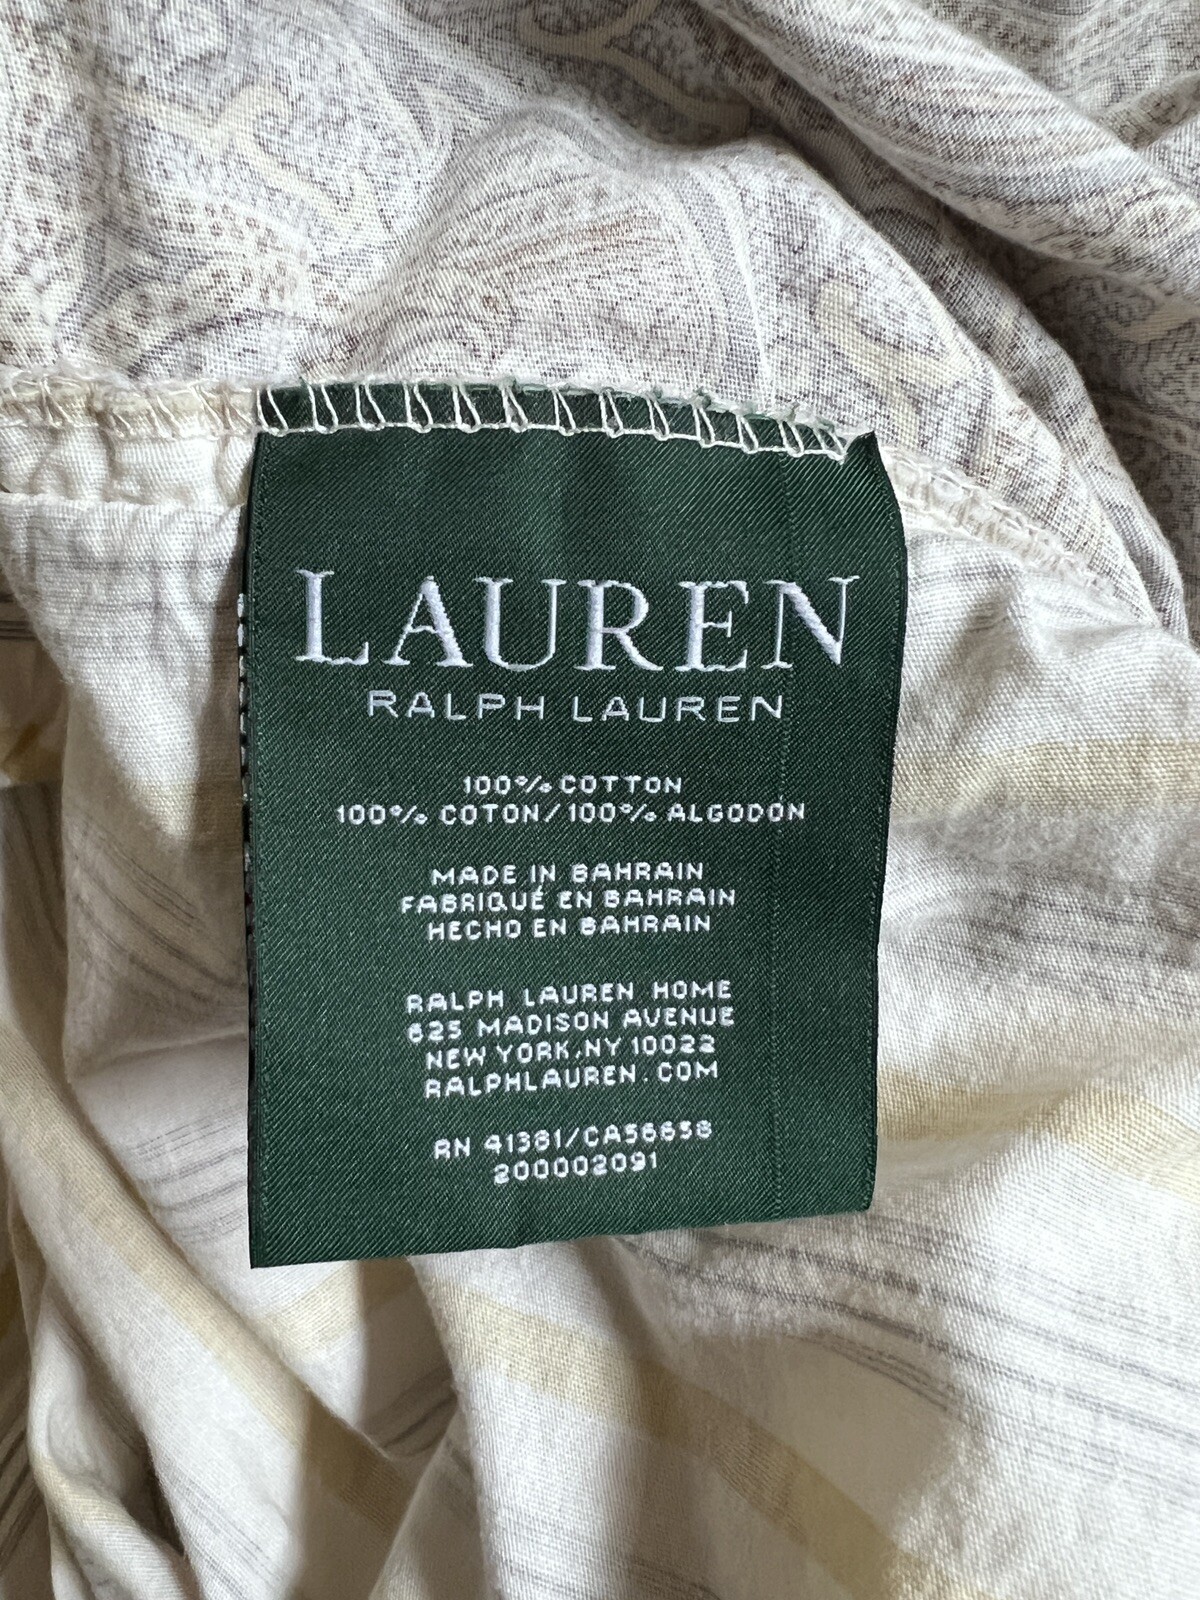 LAUREN
RALPH LAUREN
100% COTTON
100% COTON/100% ALGODON
MADE IN BAHRAIN
FABRIQUÉ EN BAHRAIN
HECHO EN BAHRAIN
RALPH LAUREN HOME
625 MADISON AVENUE
NEW YORK, NY 10022
RALPHLAUREN.COM
RN 41381/CA56658
200002091